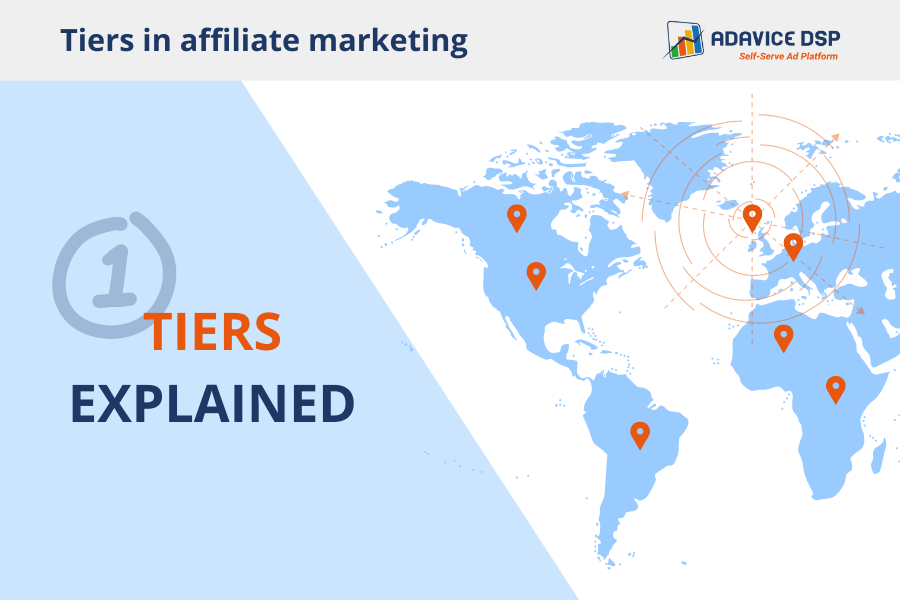 Tiers in affiliate marketing
ADAVICE DSP
Self-Serve Ad Platform
1
TIERS
EXPLAINED